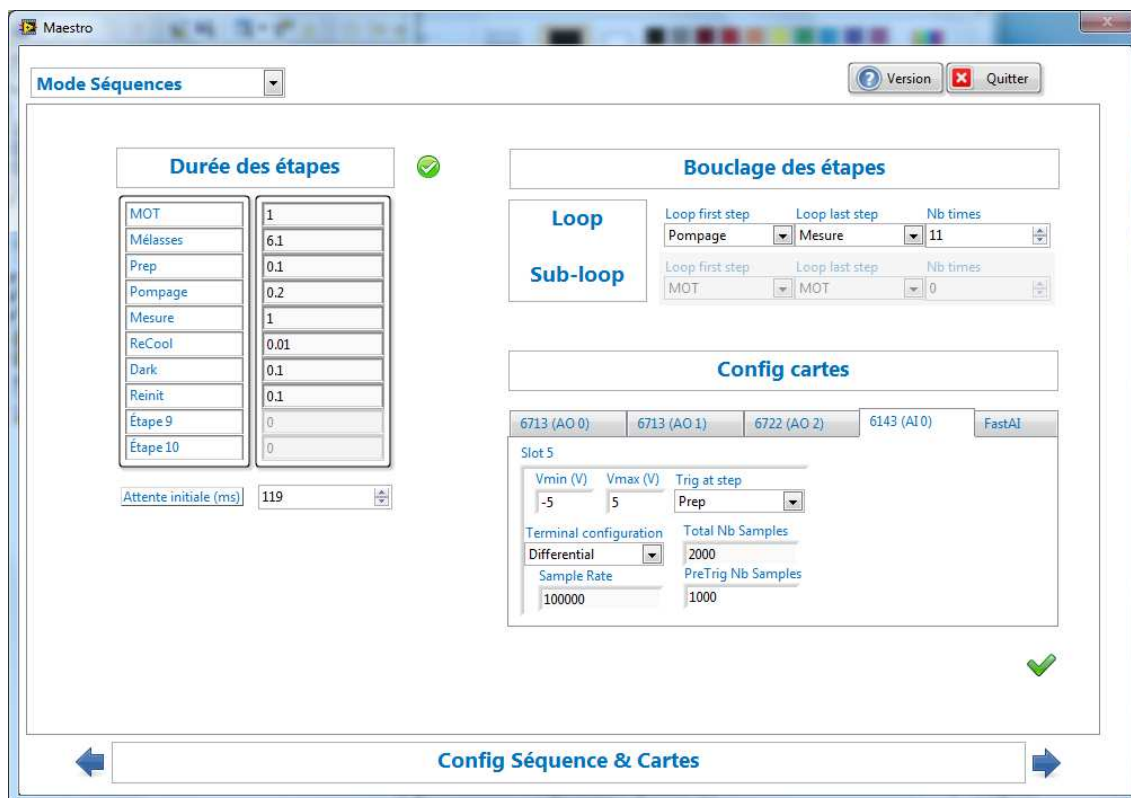 Maestro
Mode Séquences
Version
Quitter
Durée des étapes
MOT 1
Mélasses 6.1
Prep 0.1
Pompage 0.2
Mesure 1
ReCool 0.01
Dark 0.1
Reinit 0.1
Étape 9 0
Étape 10 0
Attente initiale (ms) 119
Bouclage des étapes
Loop
Loop first step Loop last step Nb times
Pompage Mesure 11
Sub-loop
Loop first step Loop last step Nb times
MOT MOT 0
Config cartes
6713 (AO 0) 6713 (AO 1) 6722 (AO 2) 6143 (AI 0) FastAI
Slot 5
Vmin (V) Vmax (V) Trig at step
-5 5 Prep
Terminal configuration Total Nb Samples
Differential 2000
Sample Rate PreTrig Nb Samples
100000 1000
Config Séquence & Cartes